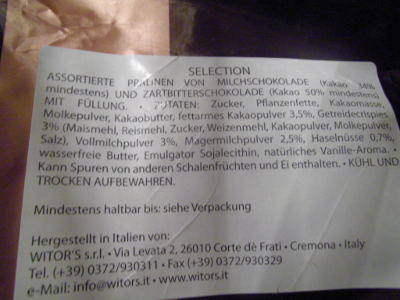 SELECTION
ASSORTIERTE PRALINEN VON MILCHSCHOKOLADE (Kakao 34%
mindestens) UND ZARTBITTERSCHOKOLADE (Kakao 50% mindestens)
MIT FÜLLUNG. • ZUTATEN: Zucker, Pflanzenfette, Kakaomasse,
Molkepulver, Kakaobutter, fettarmes Kakaopulver 3,5%, Getreidecrispies
3% (Maismehl, Reismehl, Zucker, Weizenmehl, Kakaopulver, Molkepulver,
Salz), Vollmilchpulver 3%, Magermilchpulver 2,5%, Haselnüsse 0,7%,
wasserfreie Butter, Emulgator Sojalecithin, natürliches Vanille-Aroma. •
Kann Spuren von anderen Schalenfrüchten und Ei enthalten. • KÜHL UND
TROCKEN AUFBEWAHREN.
Mindestens haltbar bis: siehe Verpackung
Hergestellt in Italien von:
WITOR'S s.r.l. • Via Levata 2, 26010 Corte dè Frati • Cremona • Italy
Tel. (+39) 0372/930311 • Fax (+39) 0372/930329
e-Mail: info@witors.it • www.witors.it